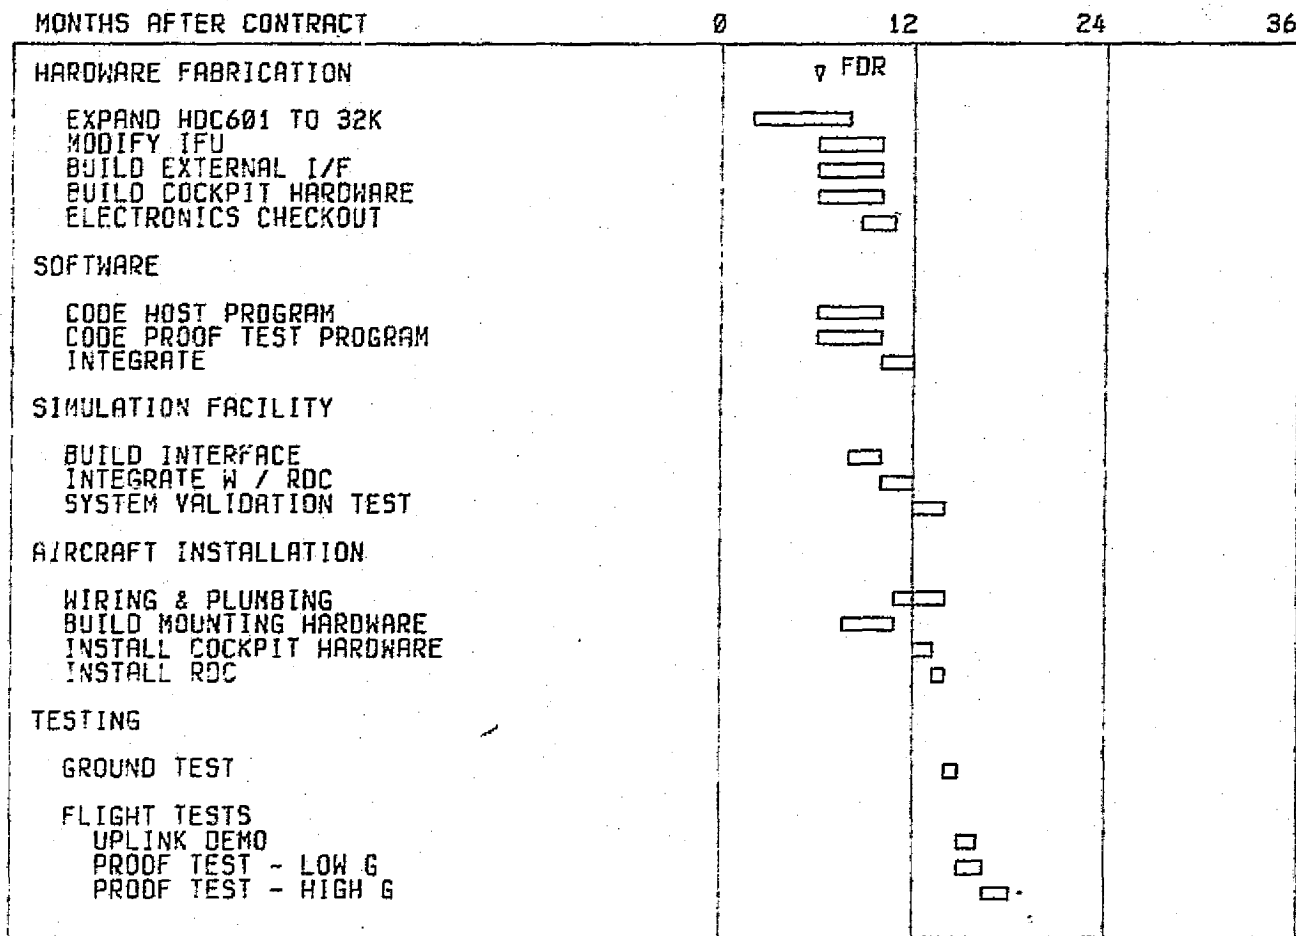 MONTHS AFTER CONTRACT 0 12 24 36
HARDWARE FABRICATION FDR
EXPAND HDC601 TO 32K
MODIFY IFU
BUILD EXTERNAL I/F
BUILD COCKPIT HARDWARE
ELECTRONICS CHECKOUT
SOFTWARE
CODE HOST PROGRAM
CODE PROOF TEST PROGRAM
INTEGRATE
SIMULATION FACILITY
BUILD INTERFACE
INTEGRATE W / RDC
SYSTEM VALIDATION TEST
AIRCRAFT INSTALLATION
WIRING & PLUMBING
BUILD MOUNTING HARDWARE
INSTALL COCKPIT HARDWARE
INSTALL RDC
TESTING
GROUND TEST
FLIGHT TESTS
UPLINK DEMO
PROOF TEST - LOW G
PROOF TEST - HIGH G